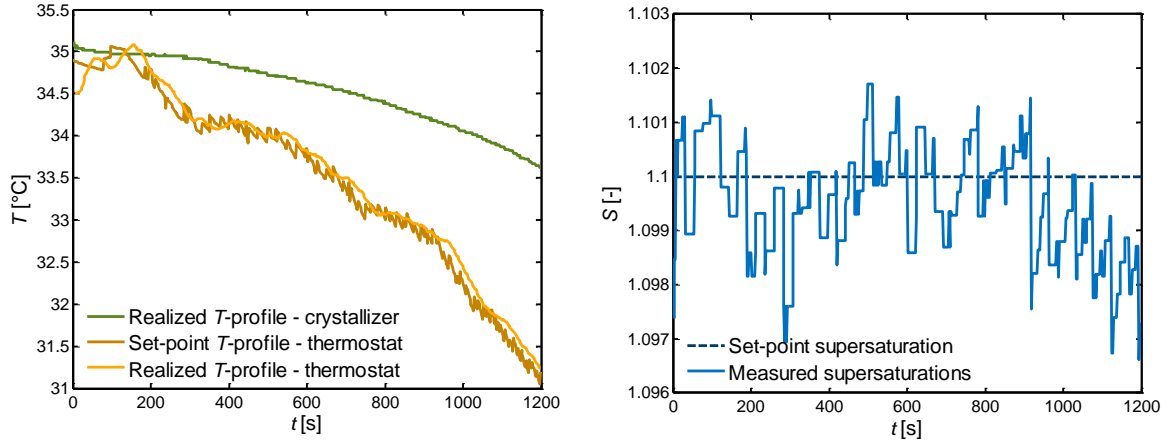 35.5
35
34.5
34
33.5
33
32.5
32
31.5
31
T [°C]
Realized T-profile - crystallizer
Set-point T-profile - thermostat
Realized T-profile - thermostat
0 200 400 600 800 1000 1200
t [s]
1.103
1.102
1.101
1.1
1.099
1.098
1.097
1.096
S [-]
Set-point supersaturation
Measured supersaturations
0 200 400 600 800 1000 1200
t [s]